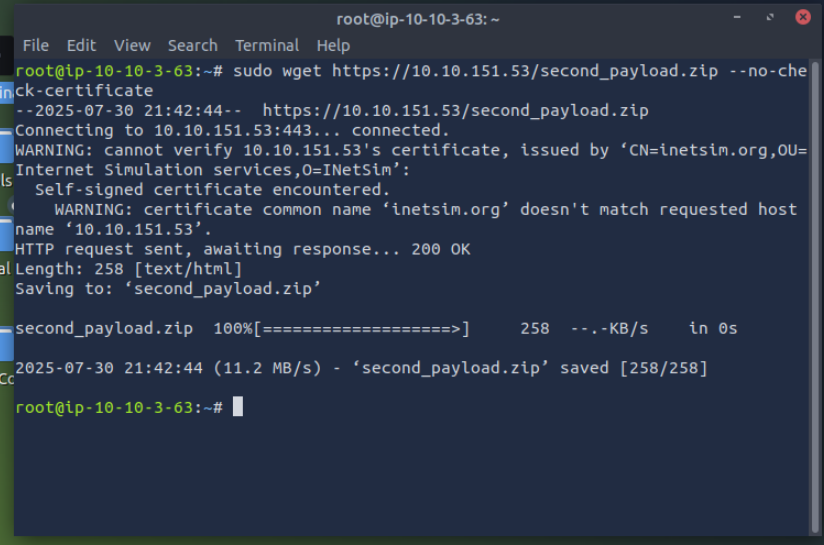 root@ip-10-10-3-63: ~
File Edit View Search Terminal Help
root@ip-10-10-3-63:~# sudo wget https://10.10.151.53/second_payload.zip --no-che
ck-certificate
--2025-07-30 21:42:44--  https://10.10.151.53/second_payload.zip
Connecting to 10.10.151.53:443... connected.
WARNING: cannot verify 10.10.151.53's certificate, issued by ‘CN=inetsim.org,OU=
Internet Simulation services,O=INetSim’:
  Self-signed certificate encountered.
    WARNING: certificate common name ‘inetsim.org’ doesn't match requested host
name ‘10.10.151.53’.
HTTP request sent, awaiting response... 200 OK
Length: 258 [text/html]
Saving to: ‘second_payload.zip’
second_payload.zip  100%[===================>]     258  --.-KB/s    in 0s
2025-07-30 21:42:44 (11.2 MB/s) - ‘second_payload.zip’ saved [258/258]
root@ip-10-10-3-63:~#